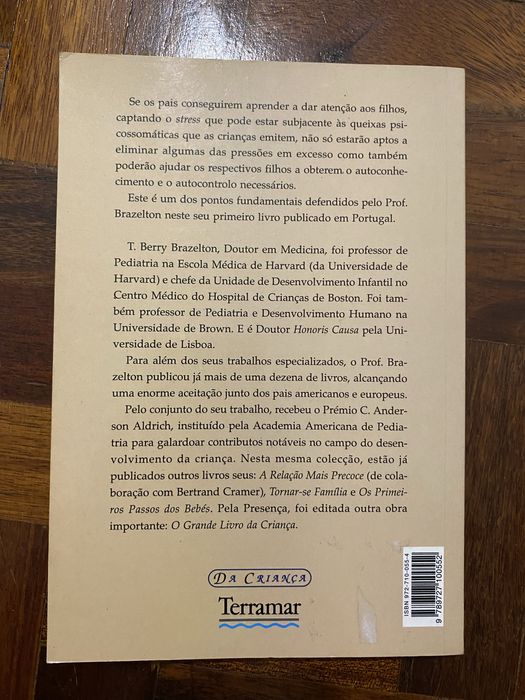 Se os pais conseguirem aprender a dar atenção aos filhos,
captando o stress que pode estar subjacente às queixas psi-
cossomáticas que as crianças emitem, não só estarão aptos a
eliminar algumas das pressões em excesso como também
poderão ajudar os respectivos filhos a obterem o autoconhe-
cimento e o autocontrolo necessários.
Este é um dos pontos fundamentais defendidos pelo Prof.
Brazelton neste seu primeiro livro publicado em Portugal.
T. Berry Brazelton, Doutor em Medicina, foi professor de
Pediatria na Escola Médica de Harvard (da Universidade de
Harvard) e chefe da Unidade de Desenvolvimento Infantil no
Centro Médico do Hospital de Crianças de Boston. Foi tam-
bém professor de Pediatria e Desenvolvimento Humano na
Universidade de Brown. E é Doutor Honoris Causa pela Uni-
versidade de Lisboa.
Para além dos seus trabalhos especializados, o Prof. Bra-
zelton publicou já mais de uma dezena de livros, alcançando
uma enorme aceitação junto dos pais americanos e europeus.
Pelo conjunto do seu trabalho, recebeu o Prémio C. Ander-
son Aldrich, instituído pela Academia Americana de Pedia-
tria para galardoar contributos notáveis no campo do desen-
volvimento da criança. Nesta mesma colecção, estão já
publicados outros livros seus: A Relação Mais Precoce (de cola-
boração com Bertrand Cramer), Tornar-se Família e Os Primei-
ros Passos dos Bebés. Pela Presença, foi editada outra obra
importante: O Grande Livro da Criança.
DA CRIANÇA
Terramar
ISBN 972-710-055-4
9 789727 100552